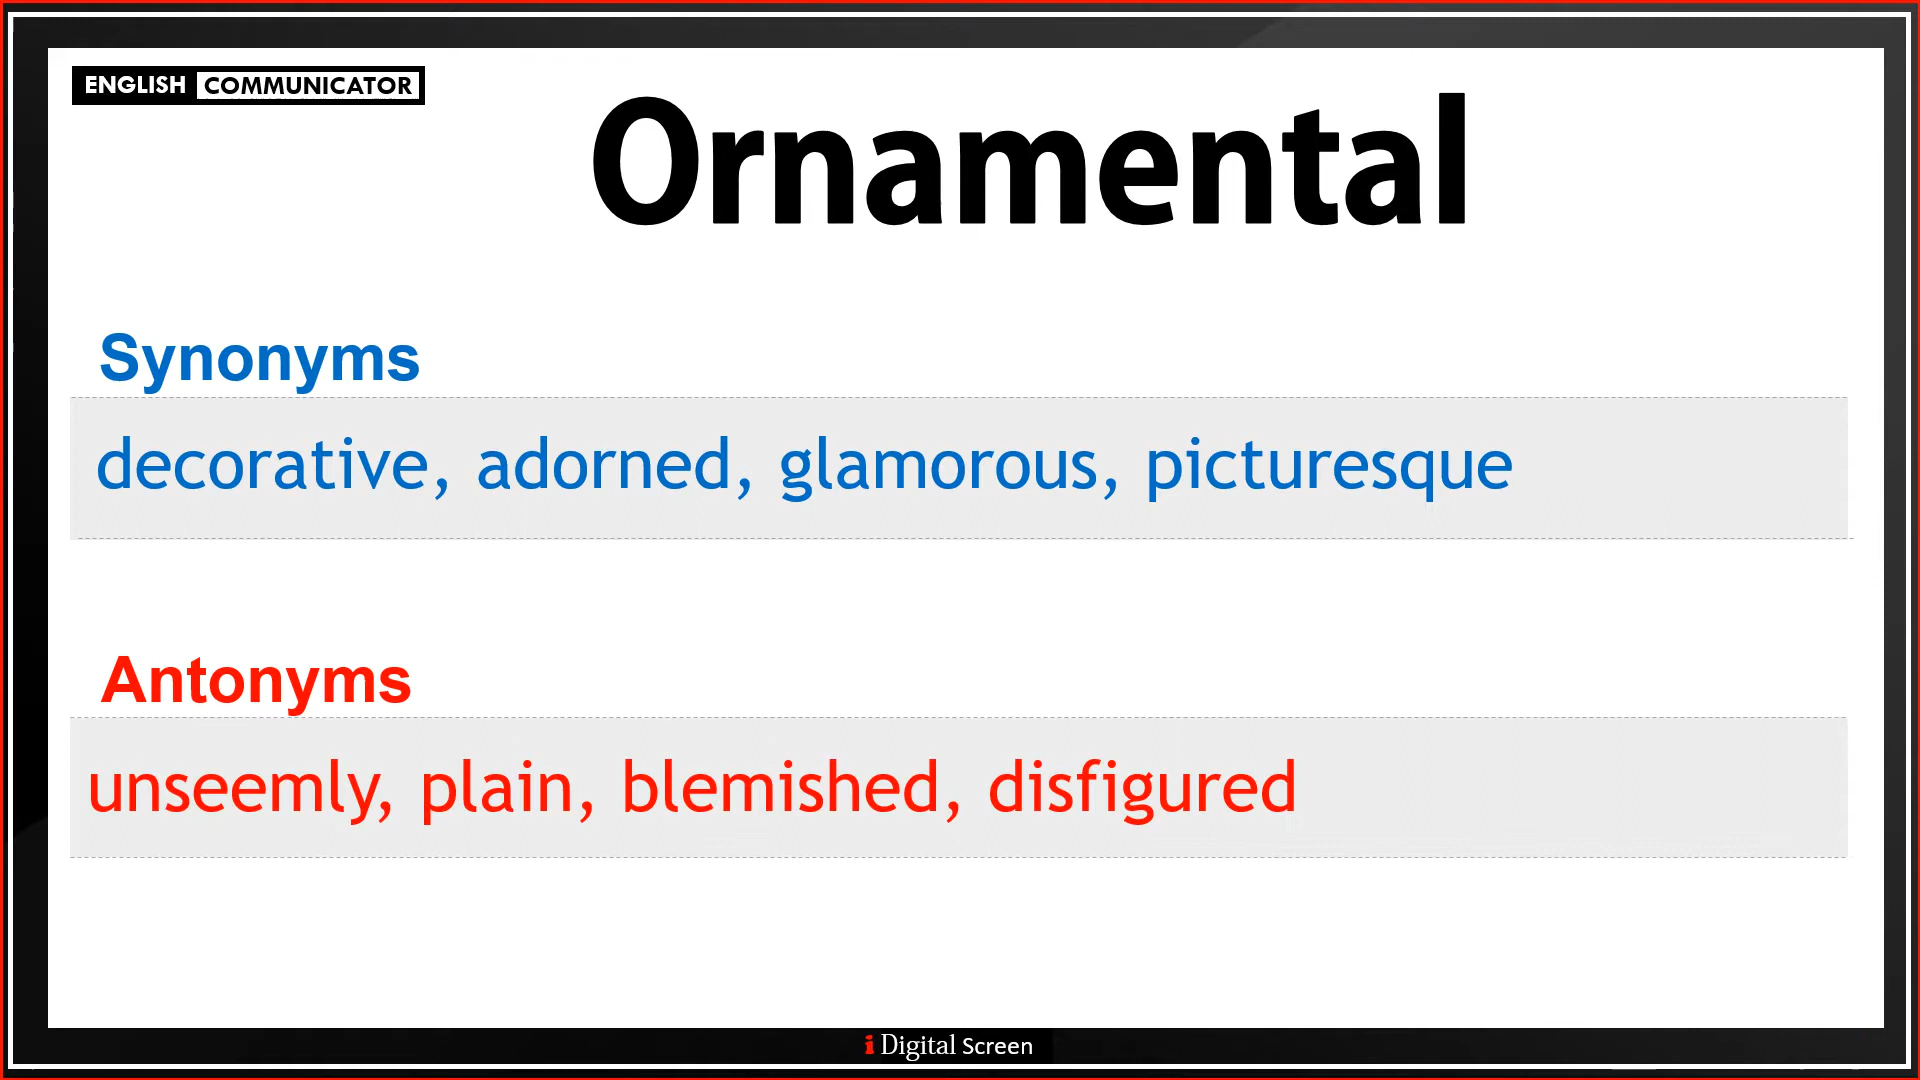 ENGLISH COMMUNICATOR
Ornamental
Synonyms
decorative, adorned, glamorous, picturesque
Antonyms
unseemly, plain, blemished, disfigured
i Digital Screen